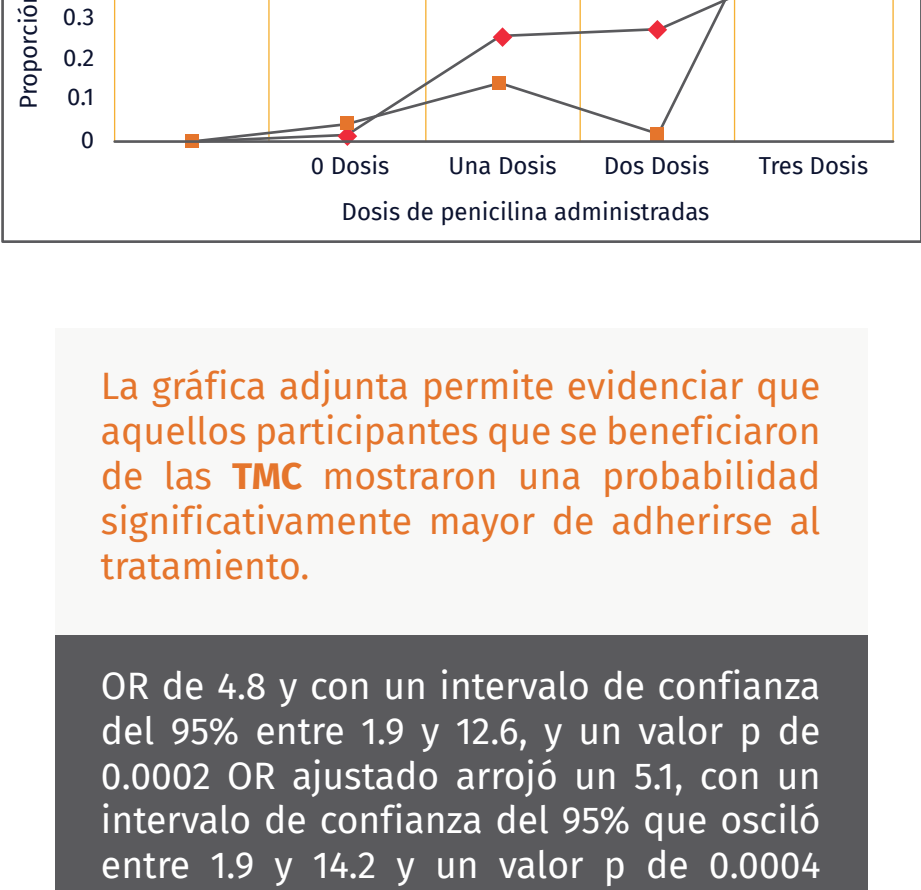 Proporción
0.3
0.2
0.1
0
0 Dosis Una Dosis Dos Dosis Tres Dosis
Dosis de penicilina administradas
La gráfica adjunta permite evidenciar que
aquellos participantes que se beneficiaron
de las TMC mostraron una probabilidad
significativamente mayor de adherirse al
tratamiento.
OR de 4.8 y con un intervalo de confianza
del 95% entre 1.9 y 12.6, y un valor p de
0.0002 OR ajustado arrojó un 5.1, con un
intervalo de confianza del 95% que osciló
entre 1.9 y 14.2 y un valor p de 0.0004